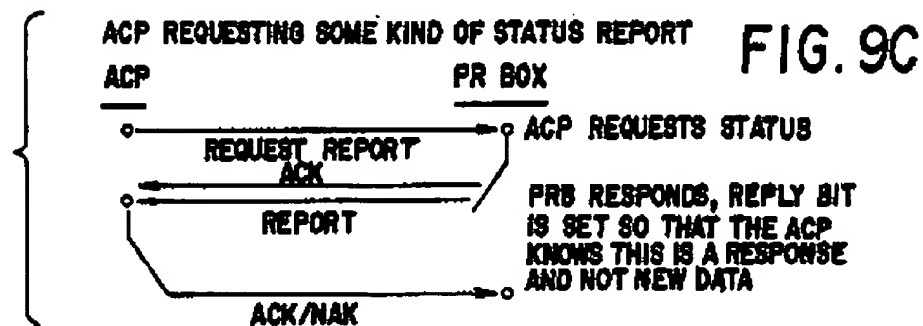 ACP REQUESTING SOME KIND OF STATUS REPORT
FIG. 9C
ACP
PR BOX
ACP REQUESTS STATUS
REQUEST REPORT
ACK
REPORT
PRB RESPONDS, REPLY BIT
IS SET SO THAT THE ACP
KNOWS THIS IS A RESPONSE
AND NOT NEW DATA
ACK/NAK